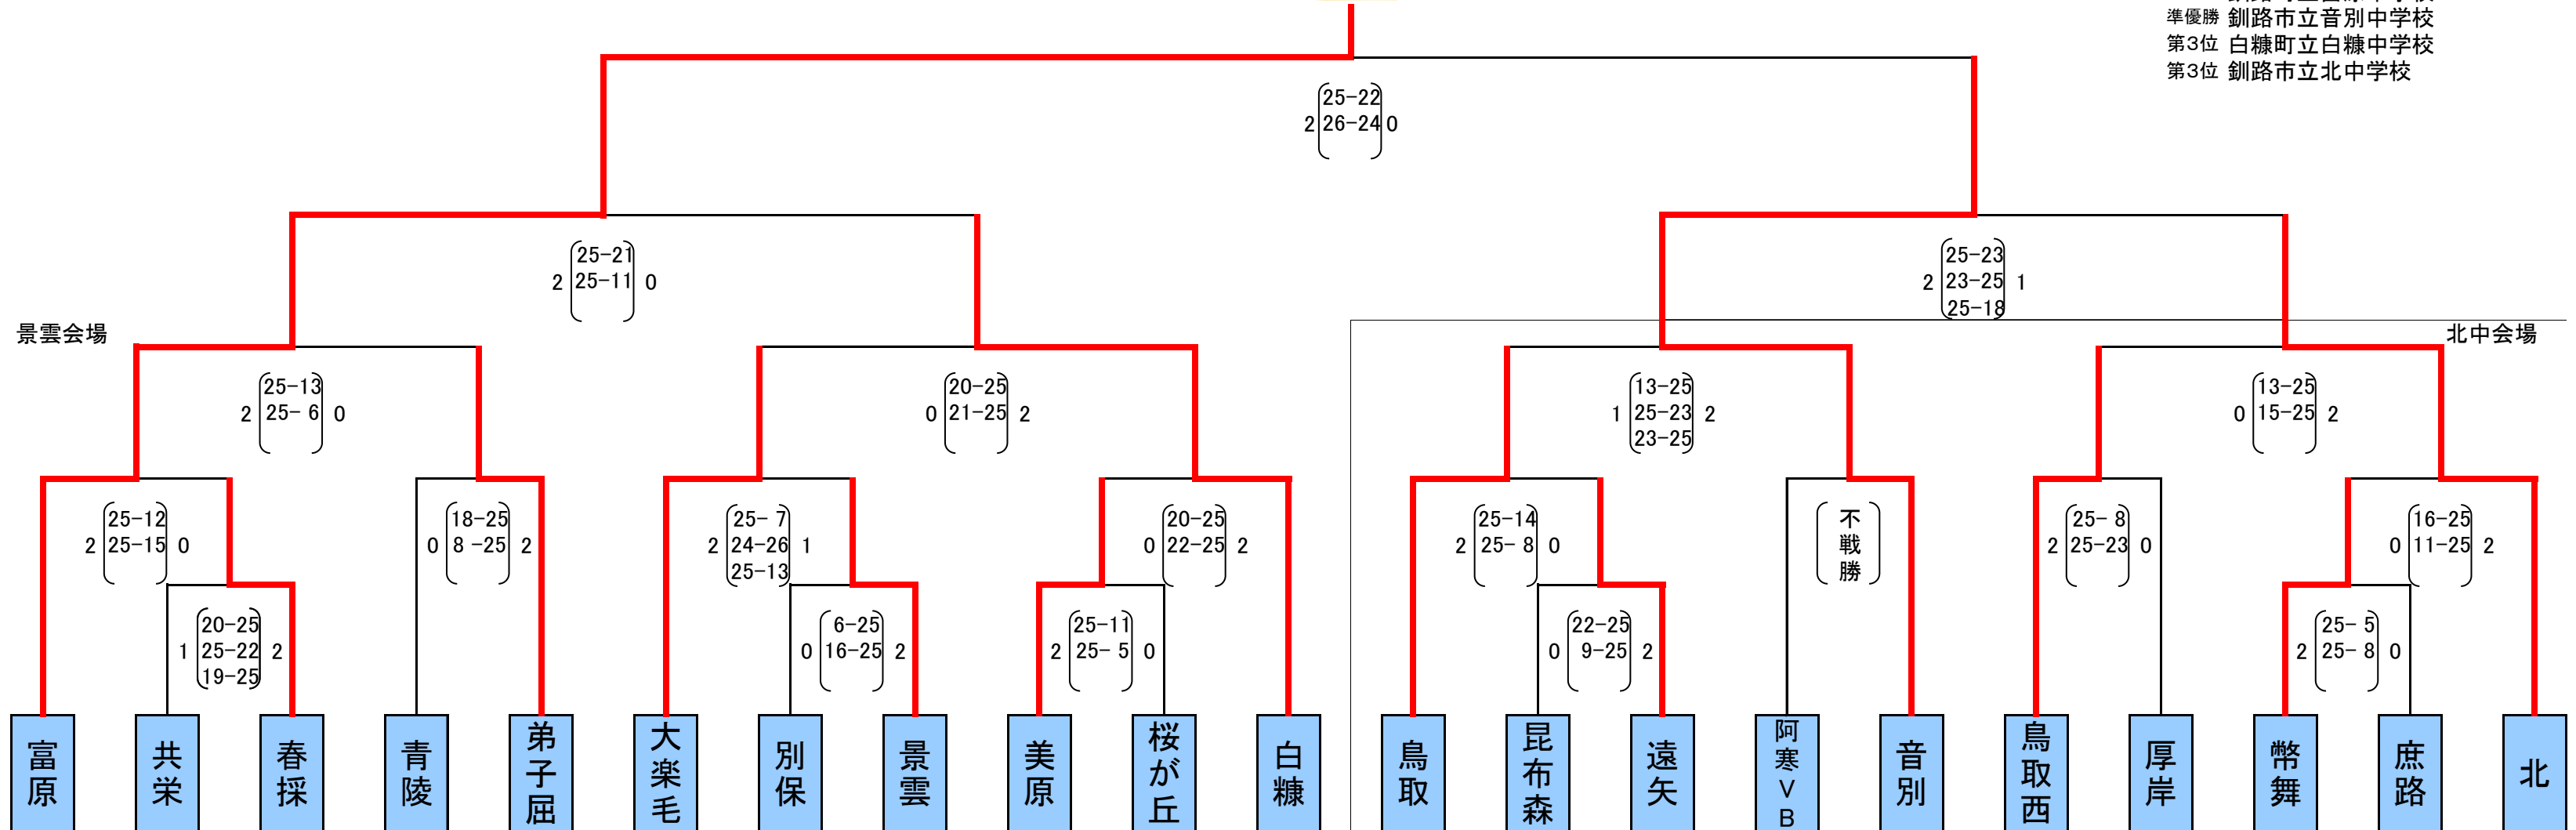 準優勝 釧路市立音別中学校
第3位 白糠町立白糠中学校
第3位 釧路市立北中学校
25-22
2 26-24 0
25-21
2 25-11 0
25-23
2 23-25 1
25-18
景雲会場
北中会場
25-13
2 25- 6 0
20-25
0 21-25 2
13-25
1 25-23 2
23-25
13-25
0 15-25 2
25-12
2 25-15 0
18-25
0 8 -25 2
25- 7
2 24-26 1
25-13
20-25
0 22-25 2
25-14
2 25- 8 0
不戦勝
25- 8
2 25-23 0
16-25
0 11-25 2
20-25
1 25-22 2
19-25
6-25
0 16-25 2
25-11
2 25- 5 0
22-25
0 9-25 2
25- 5
2 25- 8 0
富原
共栄
春採
青陵
弟子屈
大楽毛
別保
景雲
美原
桜が丘
白糠
鳥取
昆布森
遠矢
阿寒VB
音別
鳥取西
厚岸
幣舞
庶路
北